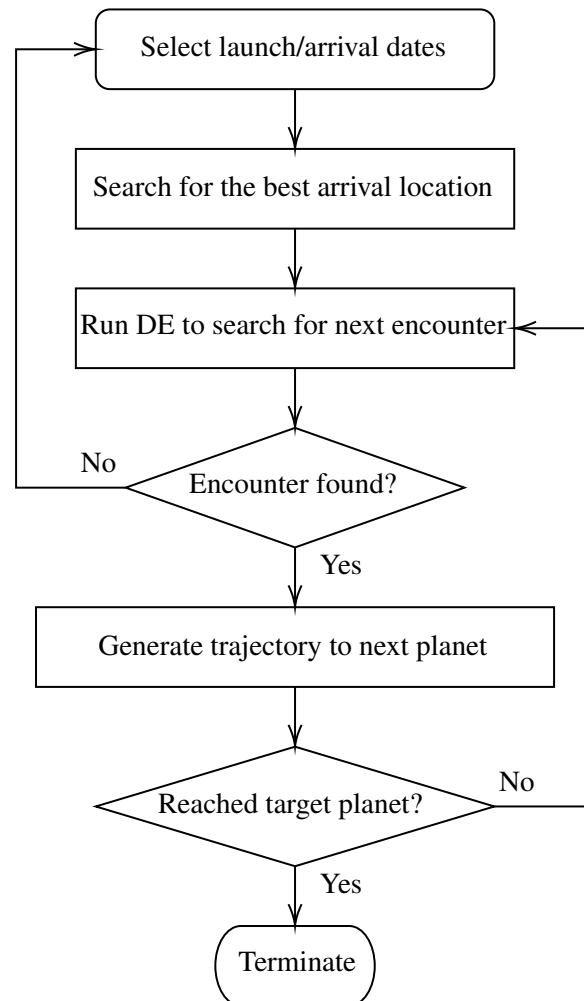 Select launch/arrival dates
Search for the best arrival location
Run DE to search for next encounter
No
Encounter found?
Yes
Generate trajectory to next planet
No
Reached target planet?
Yes
Terminate